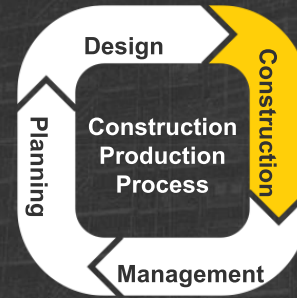 Design
Construction
Construction
Production
Process
Planning
Management